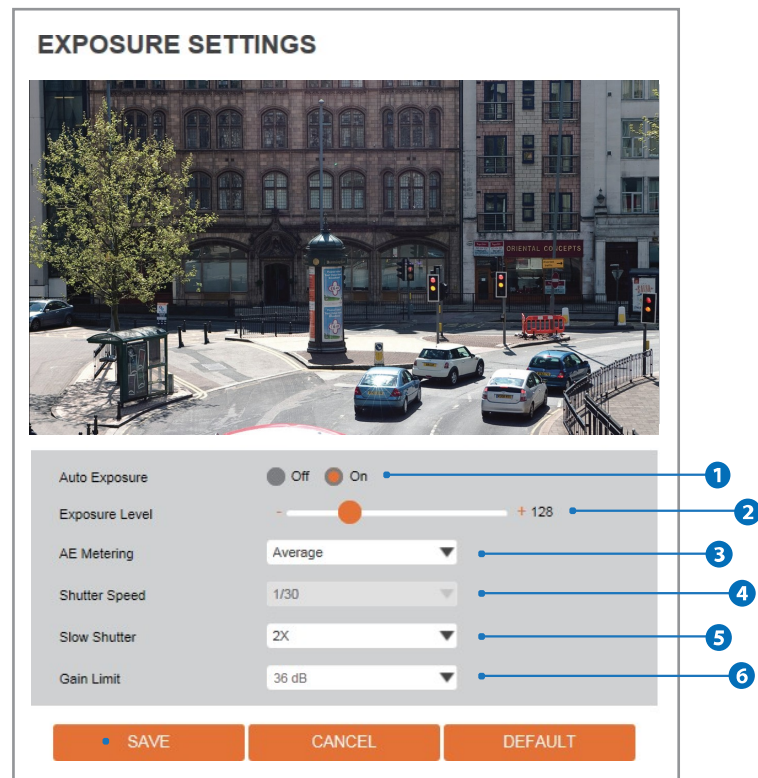 EXPOSURE SETTINGS
ORIENTAL CONCEPTS
Auto Exposure Off On 1
Exposure Level - + 128 2
AE Metering Average 3
Shutter Speed 1/30 4
Slow Shutter 2X 5
Gain Limit 36 dB 6
SAVE CANCEL DEFAULT